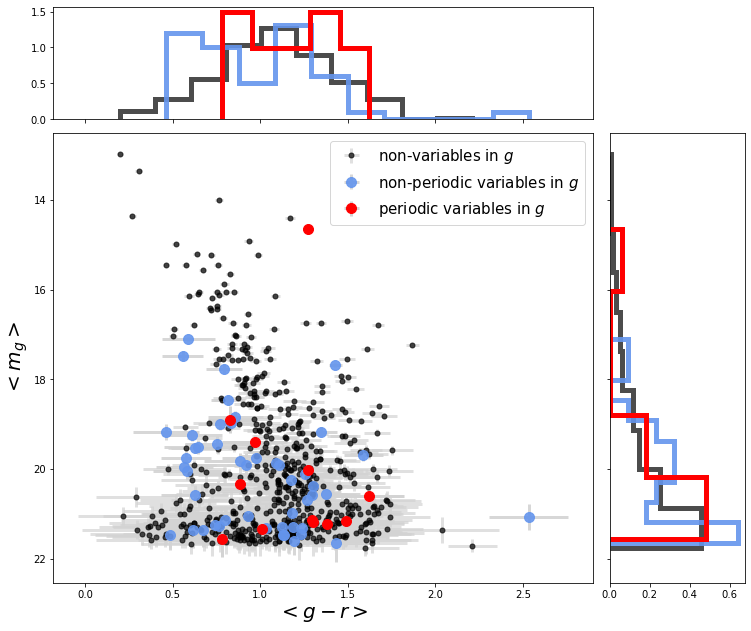 1.5
1.0
0.5
0.0
non-variables in g
non-periodic variables in g
periodic variables in g
14
16
18
20
22
< m_g >
0.0 0.5 1.0 1.5 2.0 2.5
0.0 0.2 0.4 0.6
< g − r >